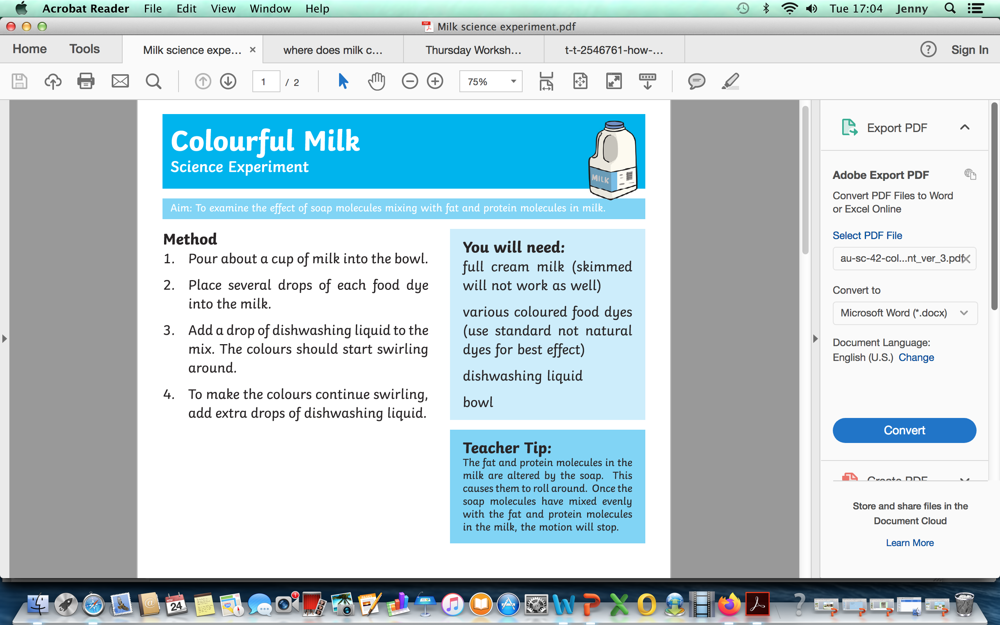 Acrobat Reader File Edit View Window Help Tue 17:04 Jenny
Milk science experiment.pdf
Home Tools Milk science expe... × where does milk c... Thursday Worksh... t-t-2546761-how-... ? Sign In
1 / 2 75%
Colourful Milk
Science Experiment
MILK
Aim: To examine the effect of soap molecules mixing with fat and protein molecules in milk.
Method
1. Pour about a cup of milk into the bowl.
2. Place several drops of each food dye
into the milk.
3. Add a drop of dishwashing liquid to the
mix. The colours should start swirling
around.
4. To make the colours continue swirling,
add extra drops of dishwashing liquid.
You will need:
full cream milk (skimmed
will not work as well)
various coloured food dyes
(use standard not natural
dyes for best effect)
dishwashing liquid
bowl
Teacher Tip:
The fat and protein molecules in the
milk are altered by the soap. This
causes them to roll around. Once the
soap molecules have mixed evenly
with the fat and protein molecules
in the milk, the motion will stop.
Export PDF
Adobe Export PDF
Convert PDF Files to Word
or Excel Online
Select PDF File
au-sc-42-col...nt_ver_3.pdf
Convert to
Microsoft Word (*.docx)
Document Language:
English (U.S.) Change
Convert
Create PDF
Store and share files in the
Document Cloud
Learn More
NOV
24
280
1
PAGES